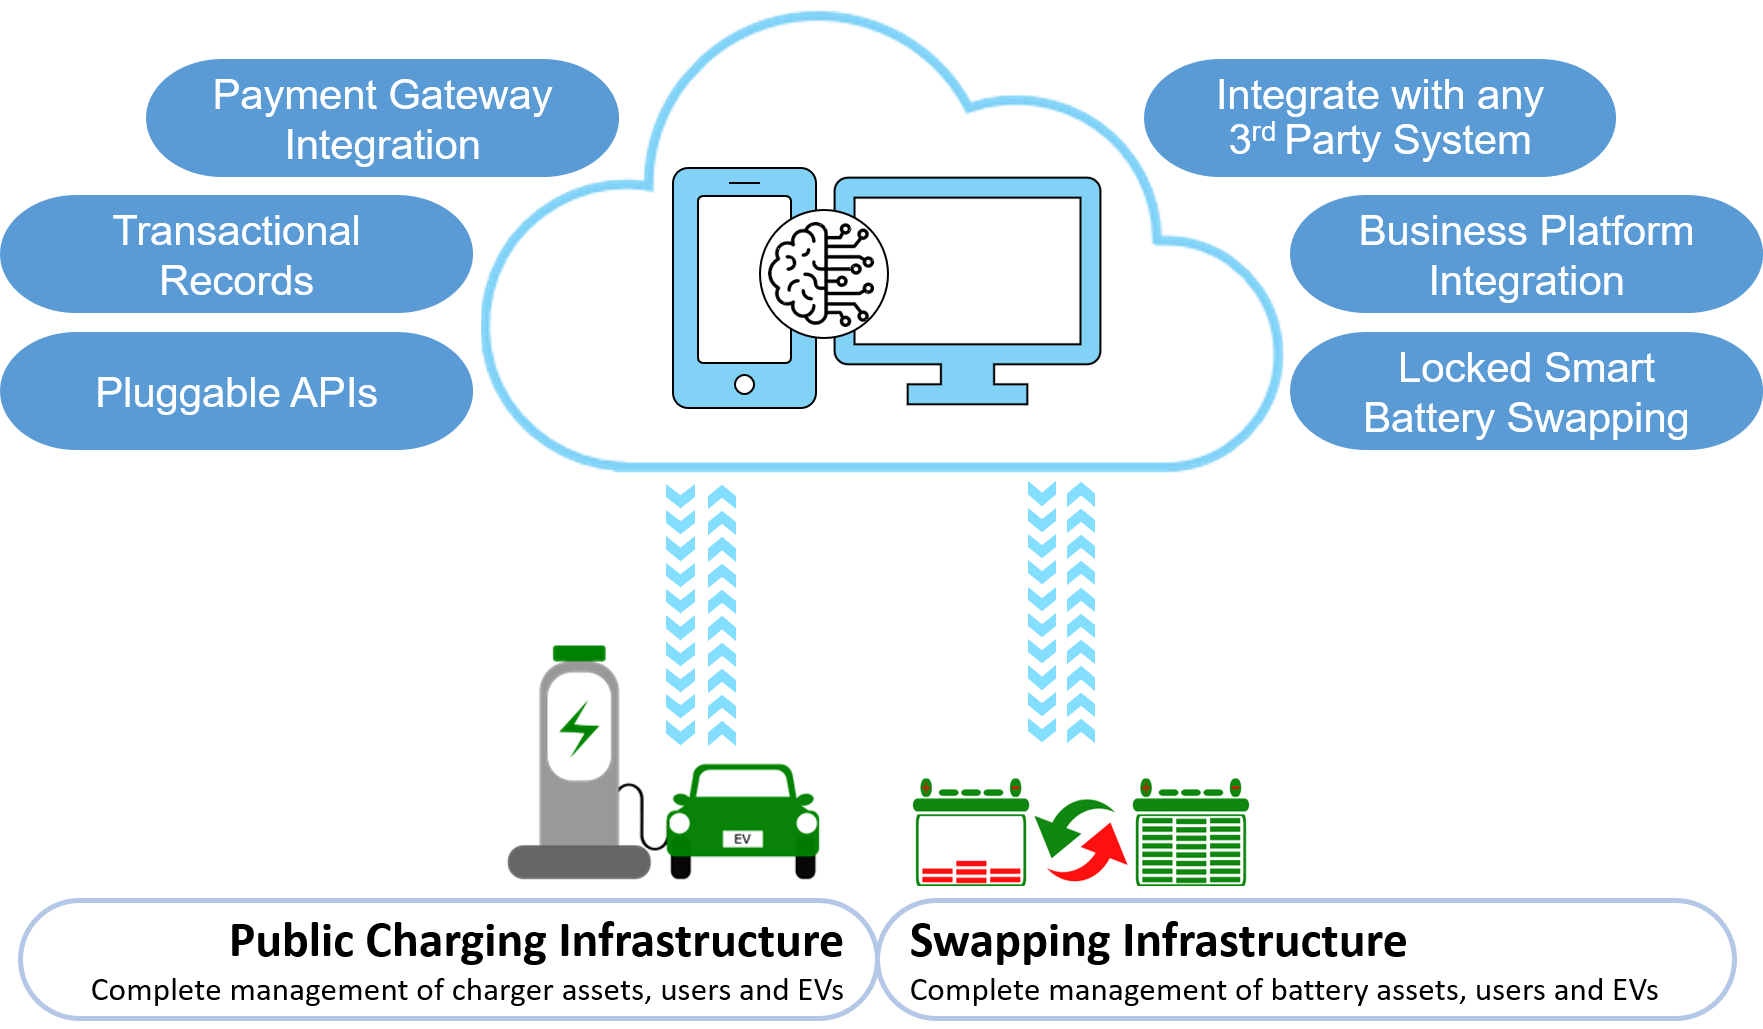 Payment Gateway
Integration
Transactional
Records
Pluggable APIs
Integrate with any
3rd Party System
Business Platform
Integration
Locked Smart
Battery Swapping
EV
Public Charging Infrastructure
Complete management of charger assets, users and EVs
Swapping Infrastructure
Complete management of battery assets, users and EVs